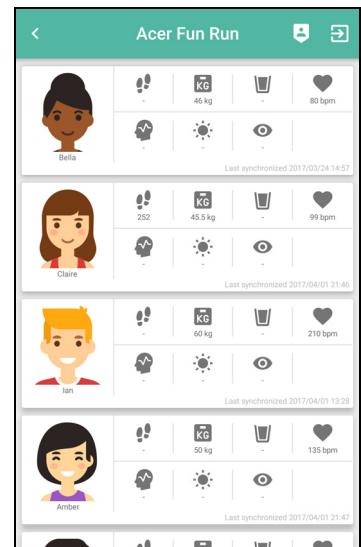 Acer Fun Run
KG
- 46 kg - 80 bpm
- - -
Bella
Last synchronized 2017/03/24 14:57
KG
252 45.5 kg - 99 bpm
- - -
Claire
Last synchronized 2017/04/01 21:46
KG
- 60 kg - 210 bpm
- - -
Ian
Last synchronized 2017/04/01 13:28
KG
- 50 kg - 135 bpm
- - -
Amber
Last synchronized 2017/04/01 21:47